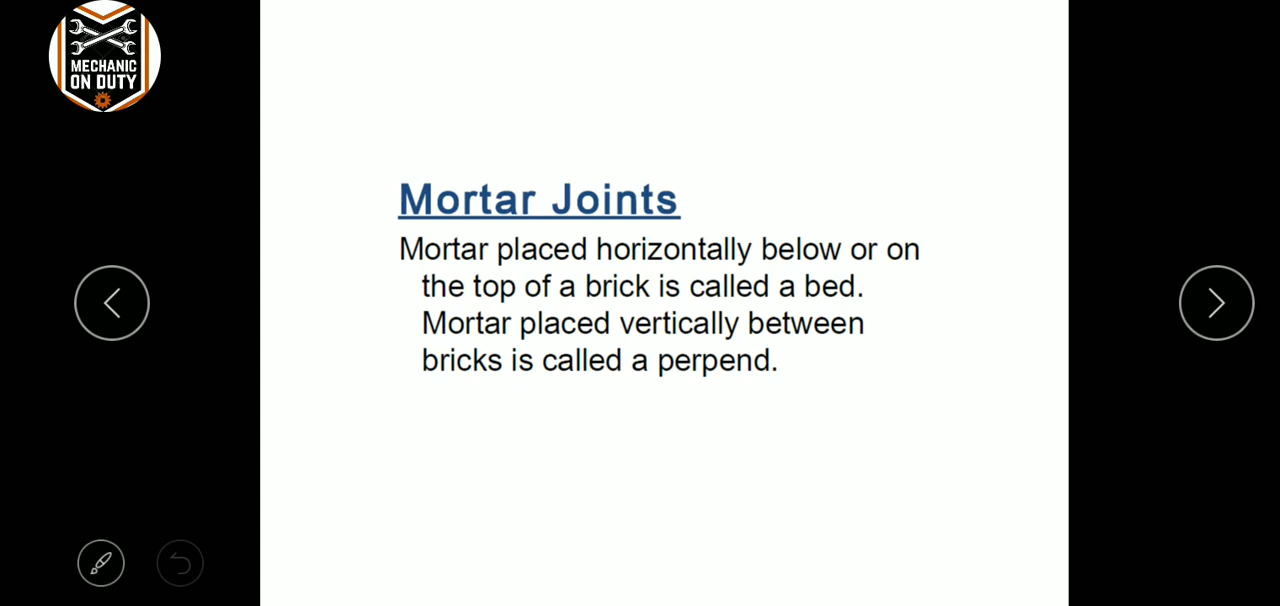 MECHANIC
ON DUTY
Mortar Joints
Mortar placed horizontally below or on
the top of a brick is called a bed.
Mortar placed vertically between
bricks is called a perpend.